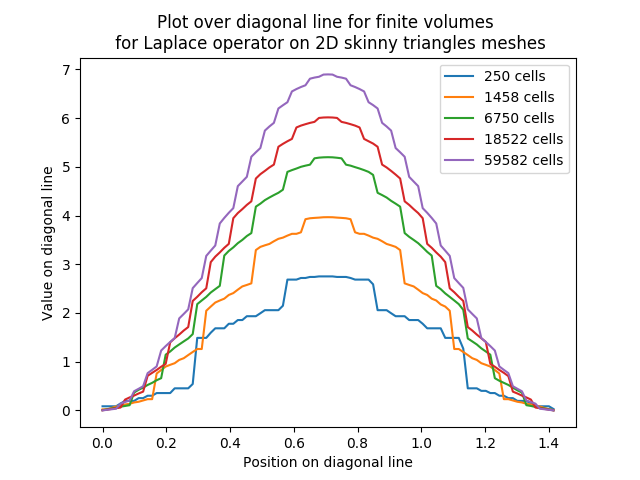 Plot over diagonal line for finite volumes
for Laplace operator on 2D skinny triangles meshes
7
6
5
4
3
2
1
0
Value on diagonal line
250 cells
1458 cells
6750 cells
18522 cells
59582 cells
0.0 0.2 0.4 0.6 0.8 1.0 1.2 1.4
Position on diagonal line